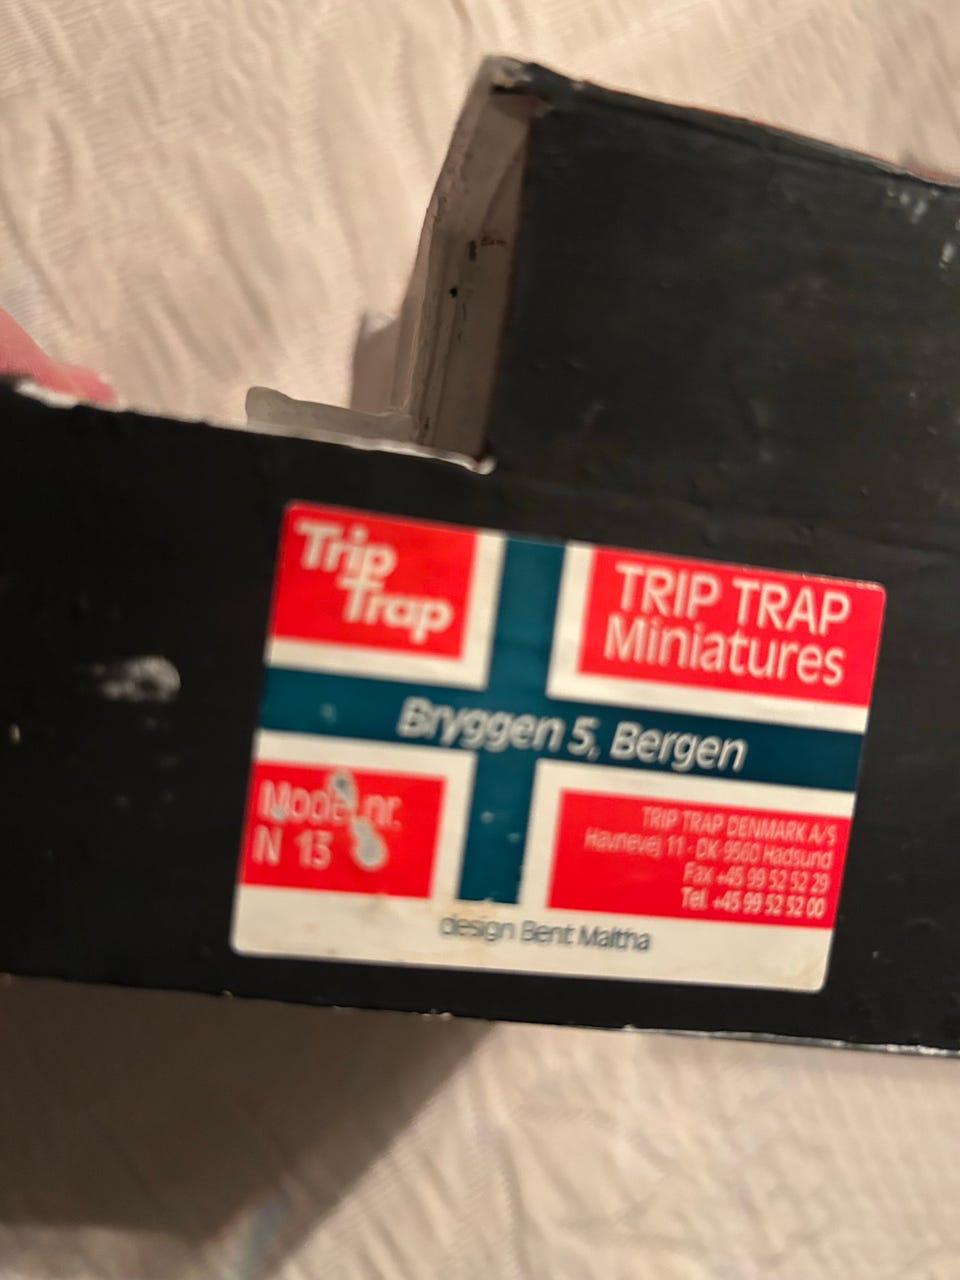 Trip
Trap
TRIP TRAP
Miniatures
Bryggen 5, Bergen
Model nr.
N 13
TRIP TRAP DENMARK A/S
Havnevej 11 - DK-9560 Hadsund
Fax +45 99 52 52 29
Tel. +45 99 52 52 00
design Bent Maltha